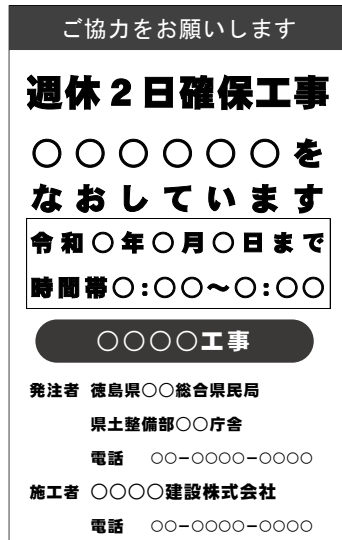 ご協力をお願いします
週休2日確保工事
○○○○○○を
なおしています
令和○年○月○日まで
時間帯○:○○～○:○○
○○○○工事
発注者 徳島県○○総合県民局
県土整備部○○庁舎
電話 ○○−○○○○−○○○○
施工者 ○○○○建設株式会社
電話 ○○−○○○○−○○○○